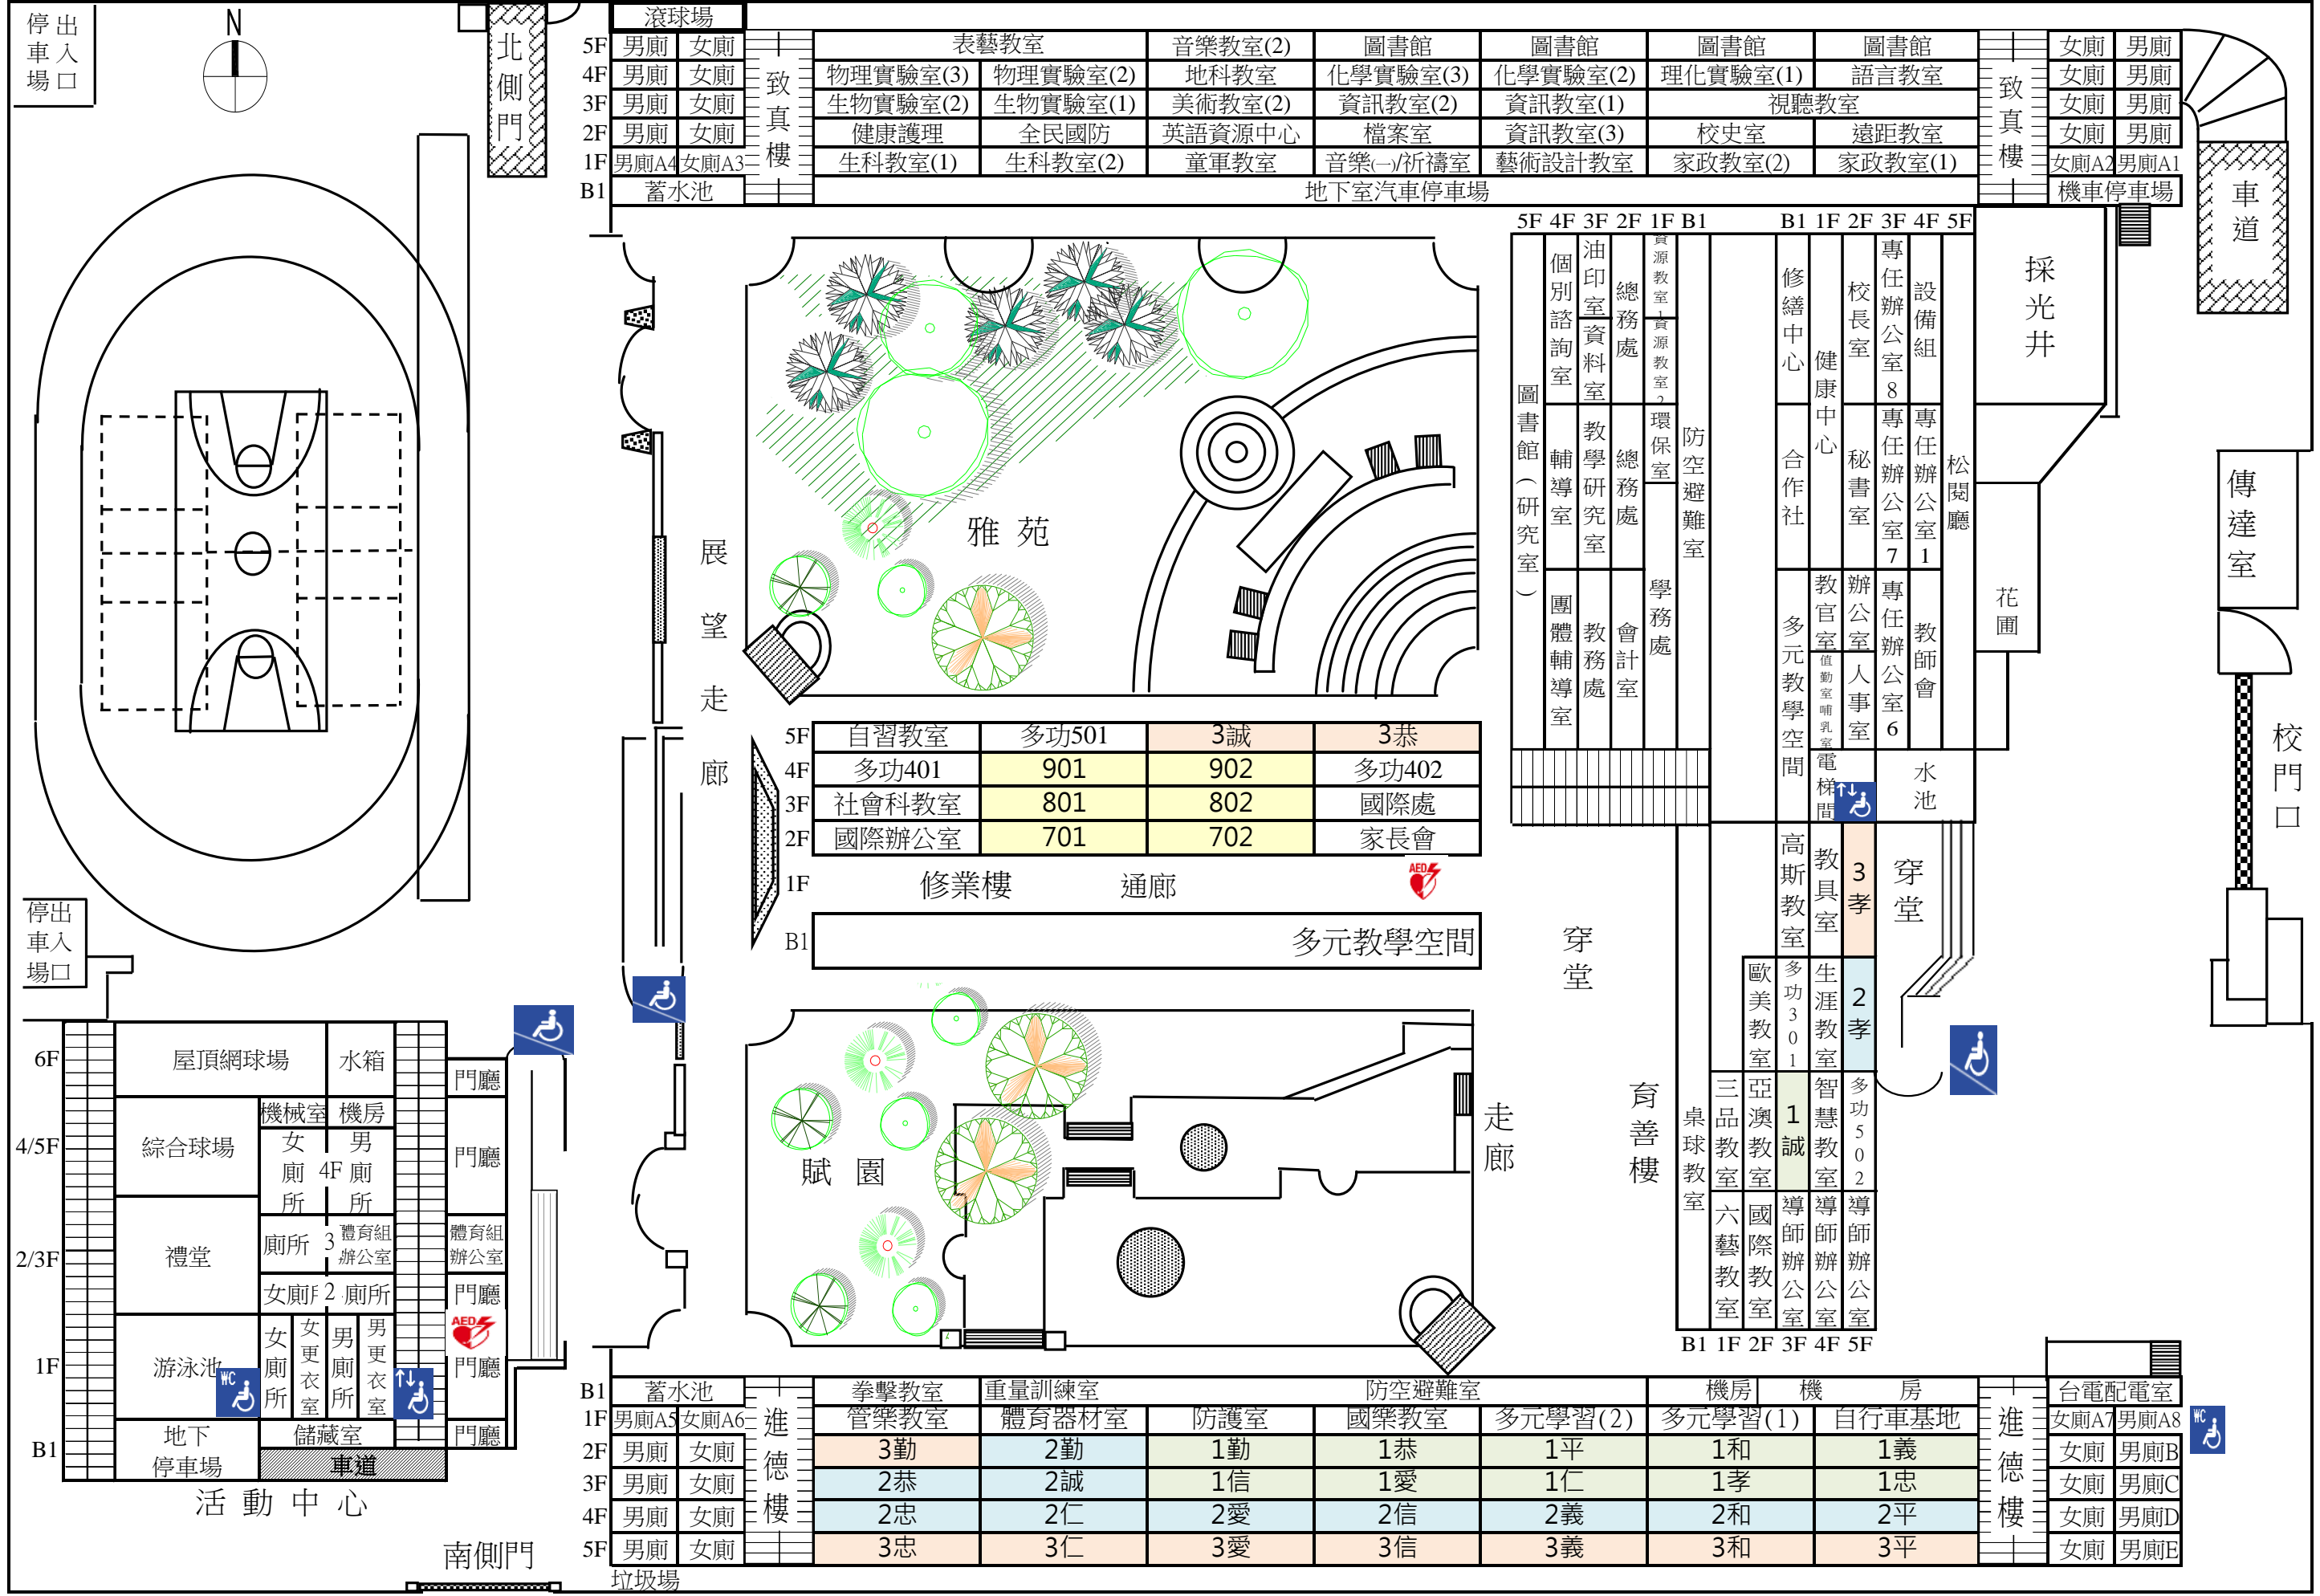 停車場 出入口
N
北側門
滾球場
5F 男廁 女廁 表藝教室 音樂教室(2) 圖書館 圖書館 圖書館 圖書館 女廁 男廁
4F 男廁 女廁 物理實驗室(3) 物理實驗室(2) 地科教室 化學實驗室(3) 化學實驗室(2) 理化實驗室(1) 語言教室 女廁 男廁
3F 男廁 女廁 生物實驗室(2) 生物實驗室(1) 美術教室(2) 資訊教室(2) 資訊教室(1) 視聽教室 女廁 男廁
2F 男廁 女廁 健康護理 全民國防 英語資源中心 檔案室 資訊教室(3) 校史室 遠距教室 女廁 男廁
1F 男廁A4 女廁A3 生科教室(1) 生科教室(2) 童軍教室 音樂(一)/祈禱室 藝術設計教室 家政教室(2) 家政教室(1) 女廁A2 男廁A1
B1 蓄水池 地下室汽車停車場 機車停車場
致真樓
致真樓
車道
5F 4F 3F 2F 1F B1
圖書館(研究室)
個別諮詢室
輔導室
團體輔導室
油印室
資料室
教學研究室
教務處
總務處
總務處
會計室
資源教室1
資源教室2
環保室
學務處
防空避難室
B1 1F 2F 3F 4F 5F
修繕中心
合作社
多元教學空間
健康中心
教官室
值勤室哺乳室
電梯間
校長室
秘書室
辦公室
人事室
專任辦公室8
專任辦公室7
專任辦公室6
設備組
專任辦公室1
教師會
松閱廳
水池
採光井
花圃
傳達室
校門口
雅苑
展望走廊
5F 自習教室 多功501 3誠 3恭
4F 多功401 901 902 多功402
3F 社會科教室 801 802 國際處
2F 國際辦公室 701 702 家長會
1F 修業樓 通廊 AED
B1 多元教學空間
穿堂
穿堂
高斯教室
教具室
3孝
歐美教室
多功301
生涯教室
2孝
三品教室
亞澳教室
1誠
智慧教室
多功502
六藝教室
國際教室
導師辦公室
導師辦公室
導師辦公室
桌球教室
育善樓
走廊
B1 1F 2F 3F 4F 5F
賦園
停車場 出入口
6F 屋頂網球場 水箱 門廳
4/5F 綜合球場 機械室 機房 門廳
女廁所 4F 男廁所
2/3F 禮堂 廁所 3 體育組辦公室 體育組辦公室
女廁 2 廁所 門廳
AED
1F 游泳池 WC 女廁所 女更衣室 男廁所 男更衣室 門廳
B1 地下停車場 儲藏室 門廳
車道
活動中心
南側門
B1 蓄水池 拳擊教室 重量訓練室 防空避難室 機房 機房 台電配電室
1F 男廁A5 女廁A6 管樂教室 體育器材室 防護室 國樂教室 多元學習(2) 多元學習(1) 自行車基地 女廁A7 男廁A8 WC
2F 男廁 女廁 3勤 2勤 1勤 1恭 1平 1和 1義 女廁 男廁B
3F 男廁 女廁 2恭 2誠 1信 1愛 1仁 1孝 1忠 女廁 男廁C
4F 男廁 女廁 2忠 2仁 2愛 2信 2義 2和 2平 女廁 男廁D
5F 男廁 女廁 3忠 3仁 3愛 3信 3義 3和 3平 女廁 男廁E
進德樓
進德樓
垃圾場